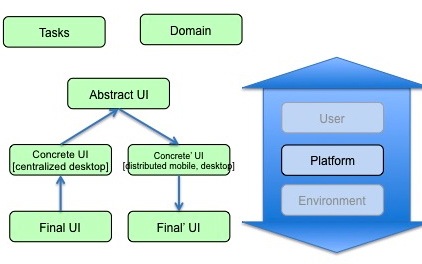 Tasks
Domain
Abstract UI
Concrete UI
[centralized desktop]
Concrete' UI
[distributed mobile, desktop]
Final UI
Final' UI
User
Platform
Environment